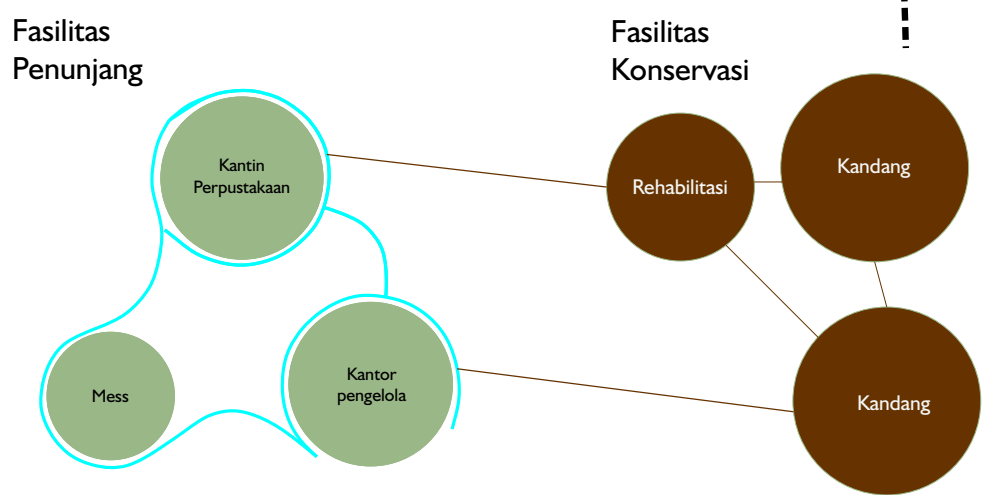 Fasilitas
Penunjang
Fasilitas
Konservasi
Kantin
Perpustakaan
Rehabilitasi
Kandang
Mess
Kantor
pengelola
Kandang